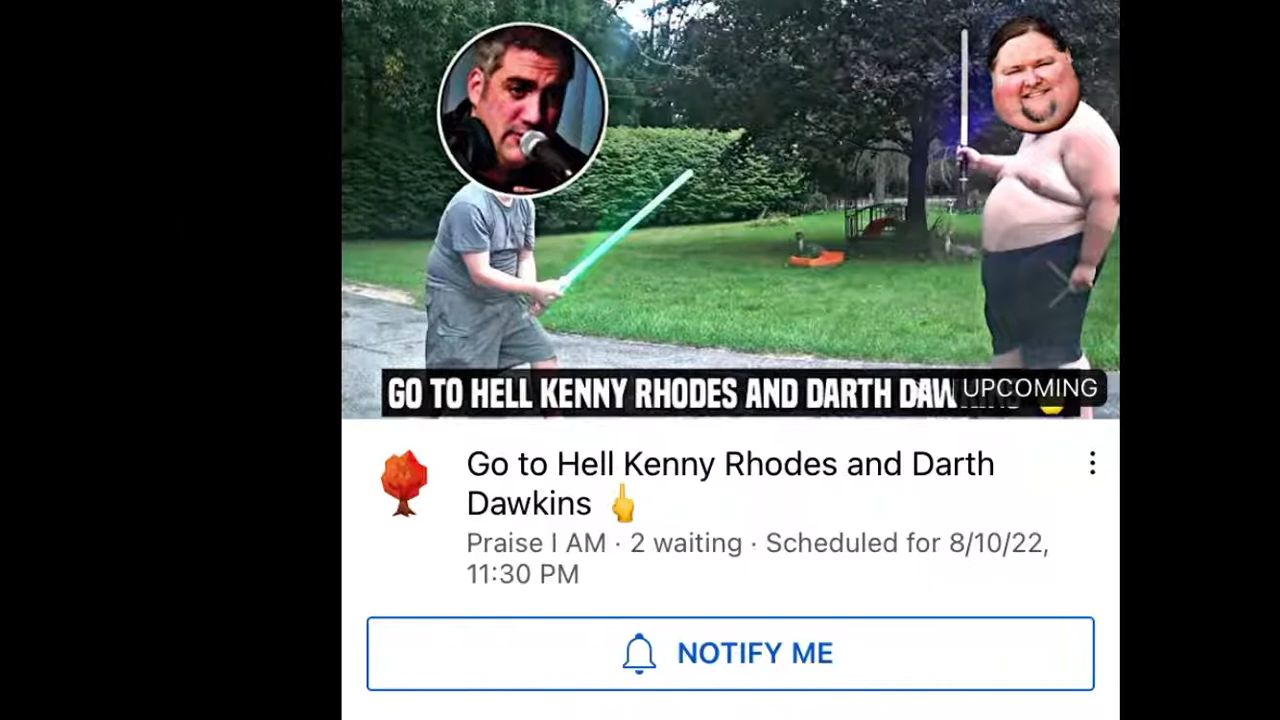 GO TO HELL KENNY RHODES AND DARTH DAW
UPCOMING
Go to Hell Kenny Rhodes and Darth
Dawkins 🖕
Praise I AM · 2 waiting · Scheduled for 8/10/22,
11:30 PM
NOTIFY ME